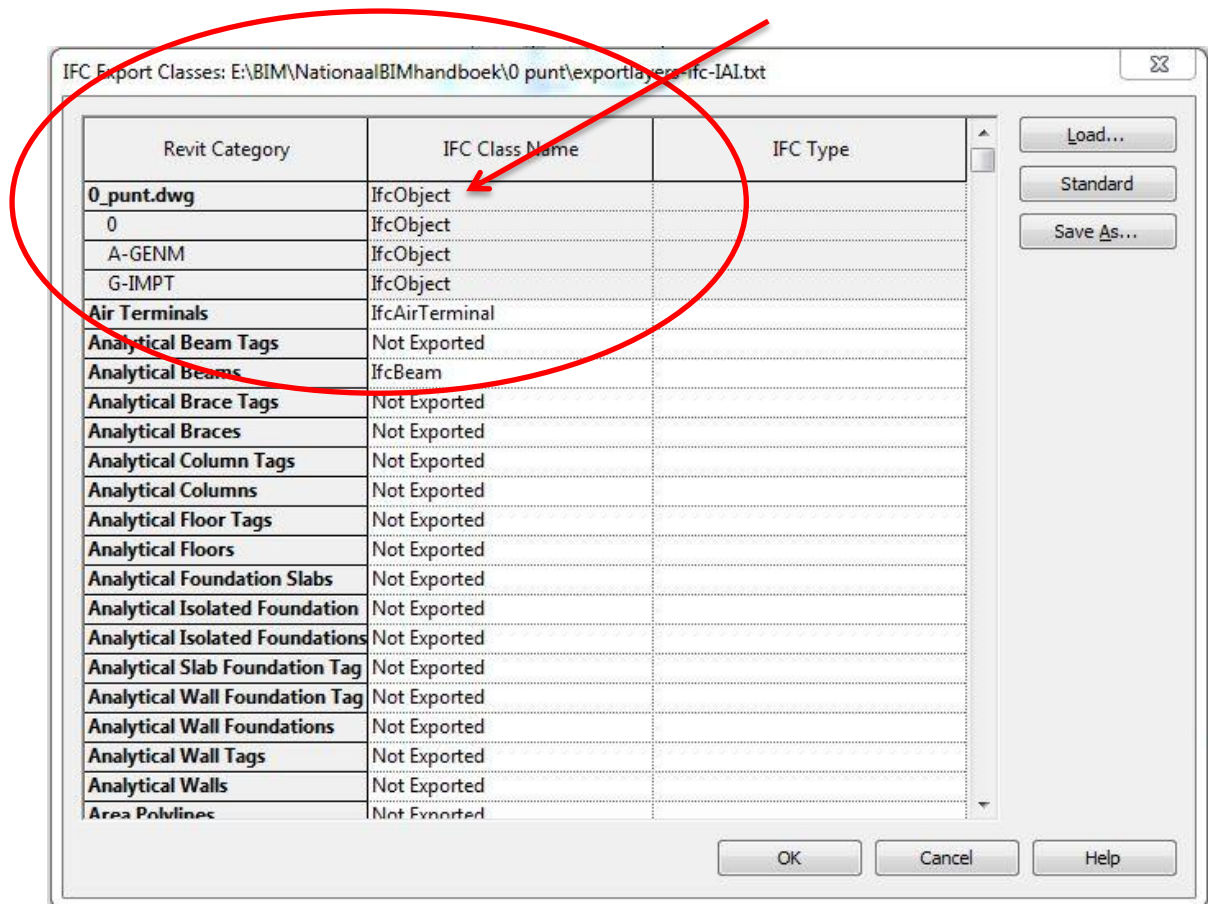 IFC Export Classes: E:\BIM\NationaalBIMhandboek\0 punt\exportlayers-ifc-IAI.txt
Revit Category IFC Class Name IFC Type
Load...
Standard
Save As...
0_punt.dwg IfcObject
0 IfcObject
A-GENM IfcObject
G-IMPT IfcObject
Air Terminals IfcAirTerminal
Analytical Beam Tags Not Exported
Analytical Beams IfcBeam
Analytical Brace Tags Not Exported
Analytical Braces Not Exported
Analytical Column Tags Not Exported
Analytical Columns Not Exported
Analytical Floor Tags Not Exported
Analytical Floors Not Exported
Analytical Foundation Slabs Not Exported
Analytical Isolated Foundation Not Exported
Analytical Isolated Foundations Not Exported
Analytical Slab Foundation Tag Not Exported
Analytical Wall Foundation Tag Not Exported
Analytical Wall Foundations Not Exported
Analytical Wall Tags Not Exported
Analytical Walls Not Exported
Area Polylines Not Exported
OK Cancel Help